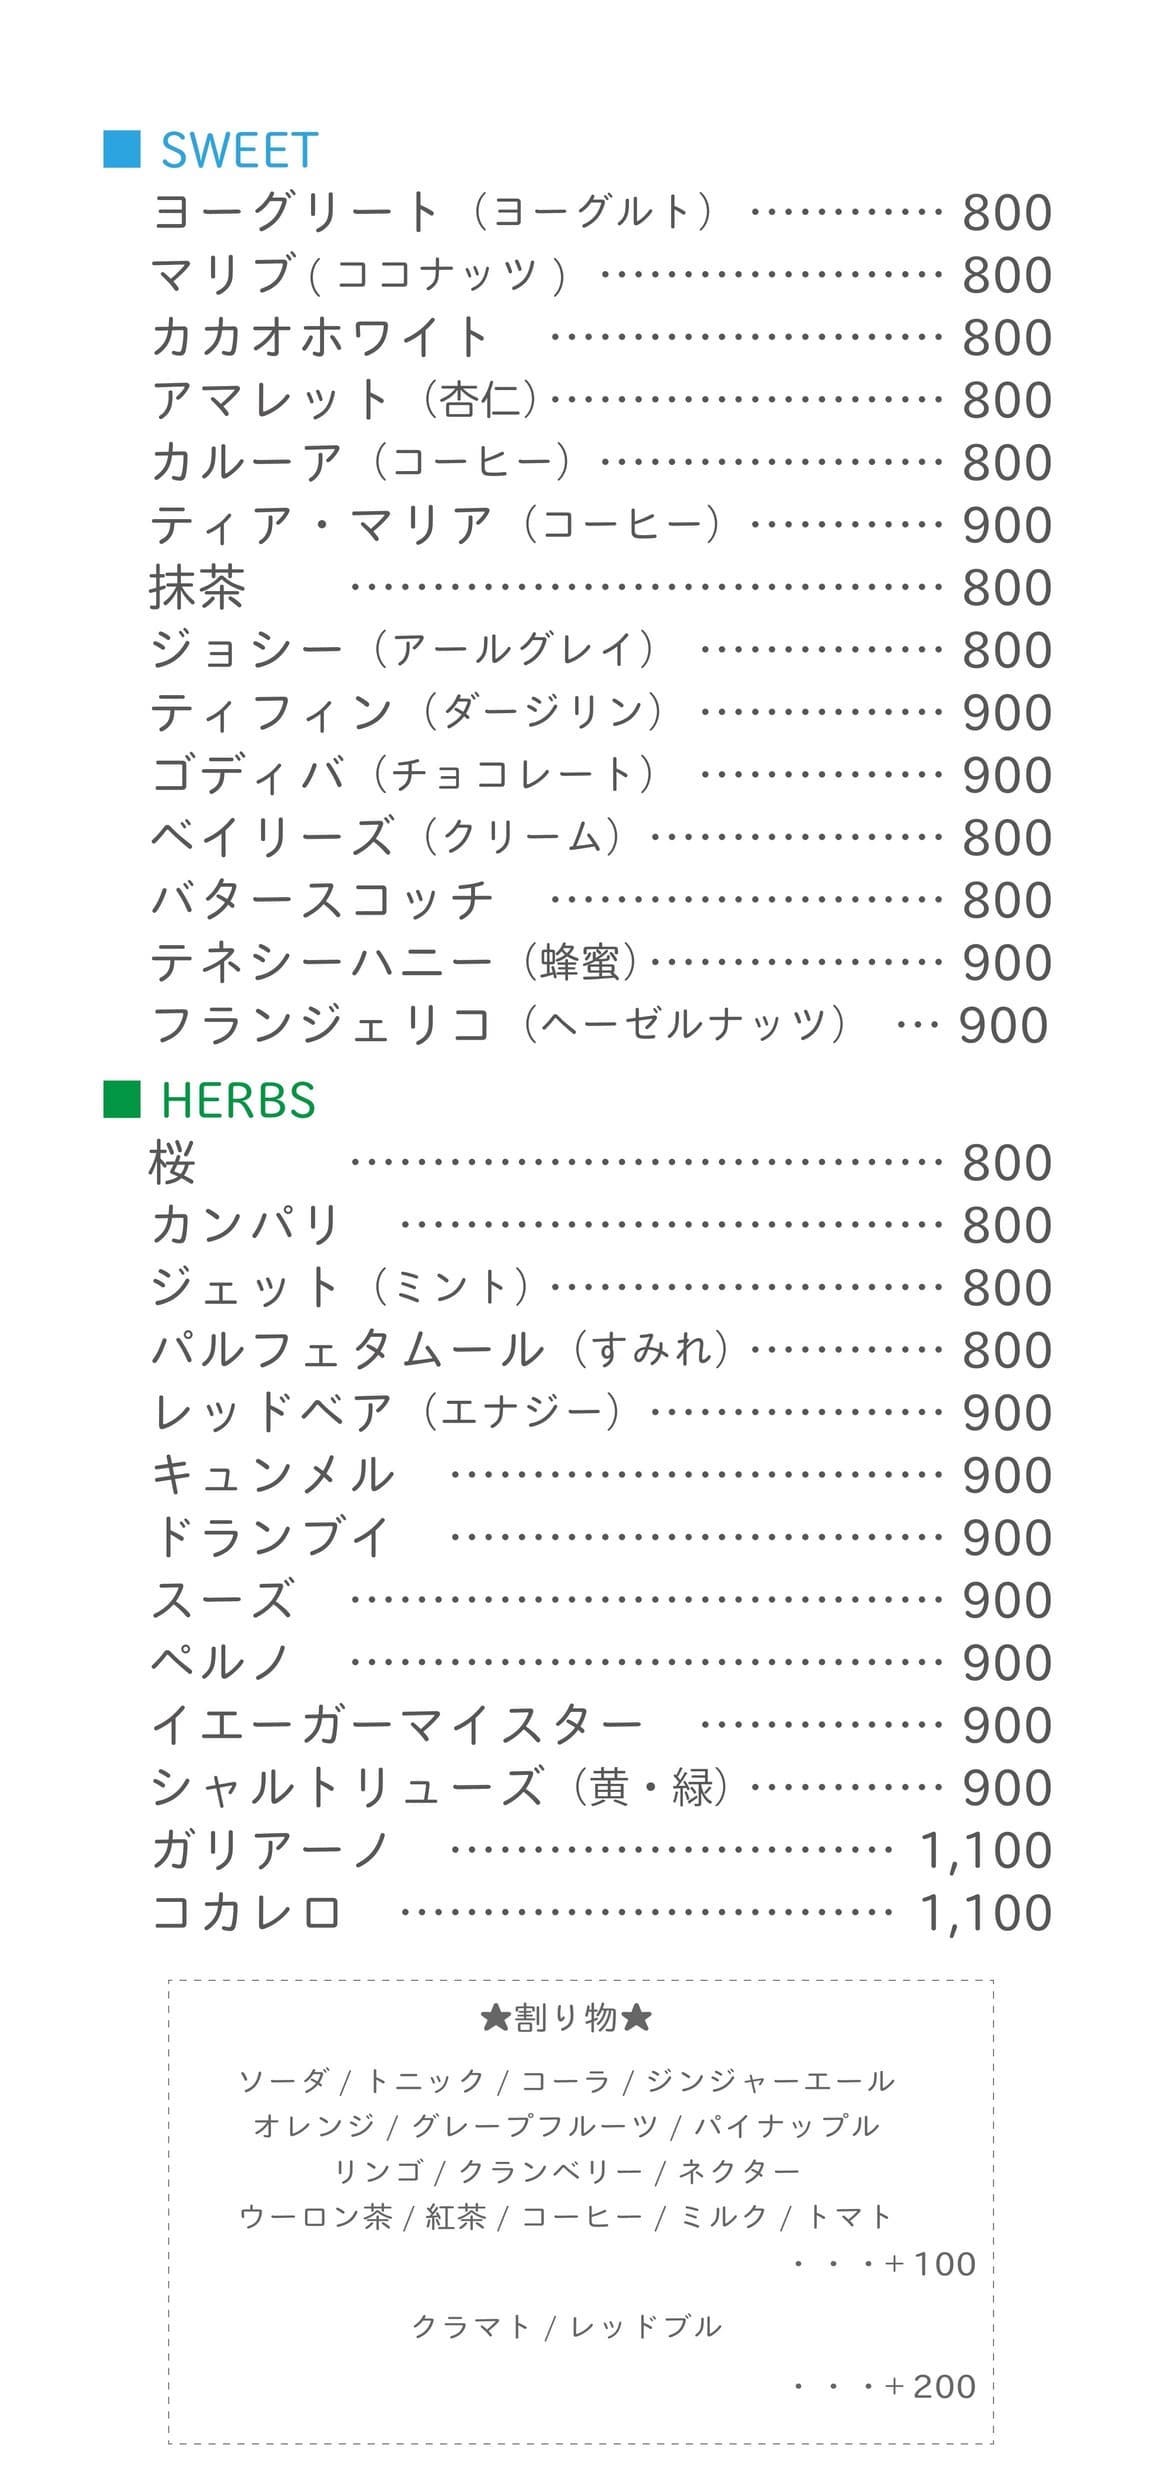 ■ SWEET
ヨーグリート（ヨーグルト）………… 800
マリブ( ココナッツ ) ………………… 800
カカオホワイト …………………… 800
アマレット（杏仁）…………………… 800
カルーア（コーヒー）………………… 800
ティア・マリア（コーヒー）………… 900
抹茶 ……………………………… 800
ジョシー（アールグレイ） …………… 800
ティフィン（ダージリン） …………… 900
ゴディバ（チョコレート） …………… 900
ベイリーズ（クリーム）……………… 800
バタースコッチ …………………… 800
テネシーハニー（蜂蜜）……………… 900
フランジェリコ（ヘーゼルナッツ） … 900
■ HERBS
桜 ……………………………… 800
カンパリ …………………………… 800
ジェット（ミント）…………………… 800
パルフェタムール（すみれ）………… 800
レッドベア（エナジー）……………… 900
キュンメル ………………………… 900
ドランブイ ………………………… 900
スーズ ……………………………… 900
ペルノ ……………………………… 900
イエーガーマイスター …………… 900
シャルトリューズ（黄・緑）………… 900
ガリアーノ ……………………… 1,100
コカレロ ………………………… 1,100
★割り物★
ソーダ / トニック / コーラ / ジンジャーエール
オレンジ / グレープフルーツ / パイナップル
リンゴ / クランベリー / ネクター
ウーロン茶 / 紅茶 / コーヒー / ミルク / トマト
・・・+100
クラマト / レッドブル
・・・+200